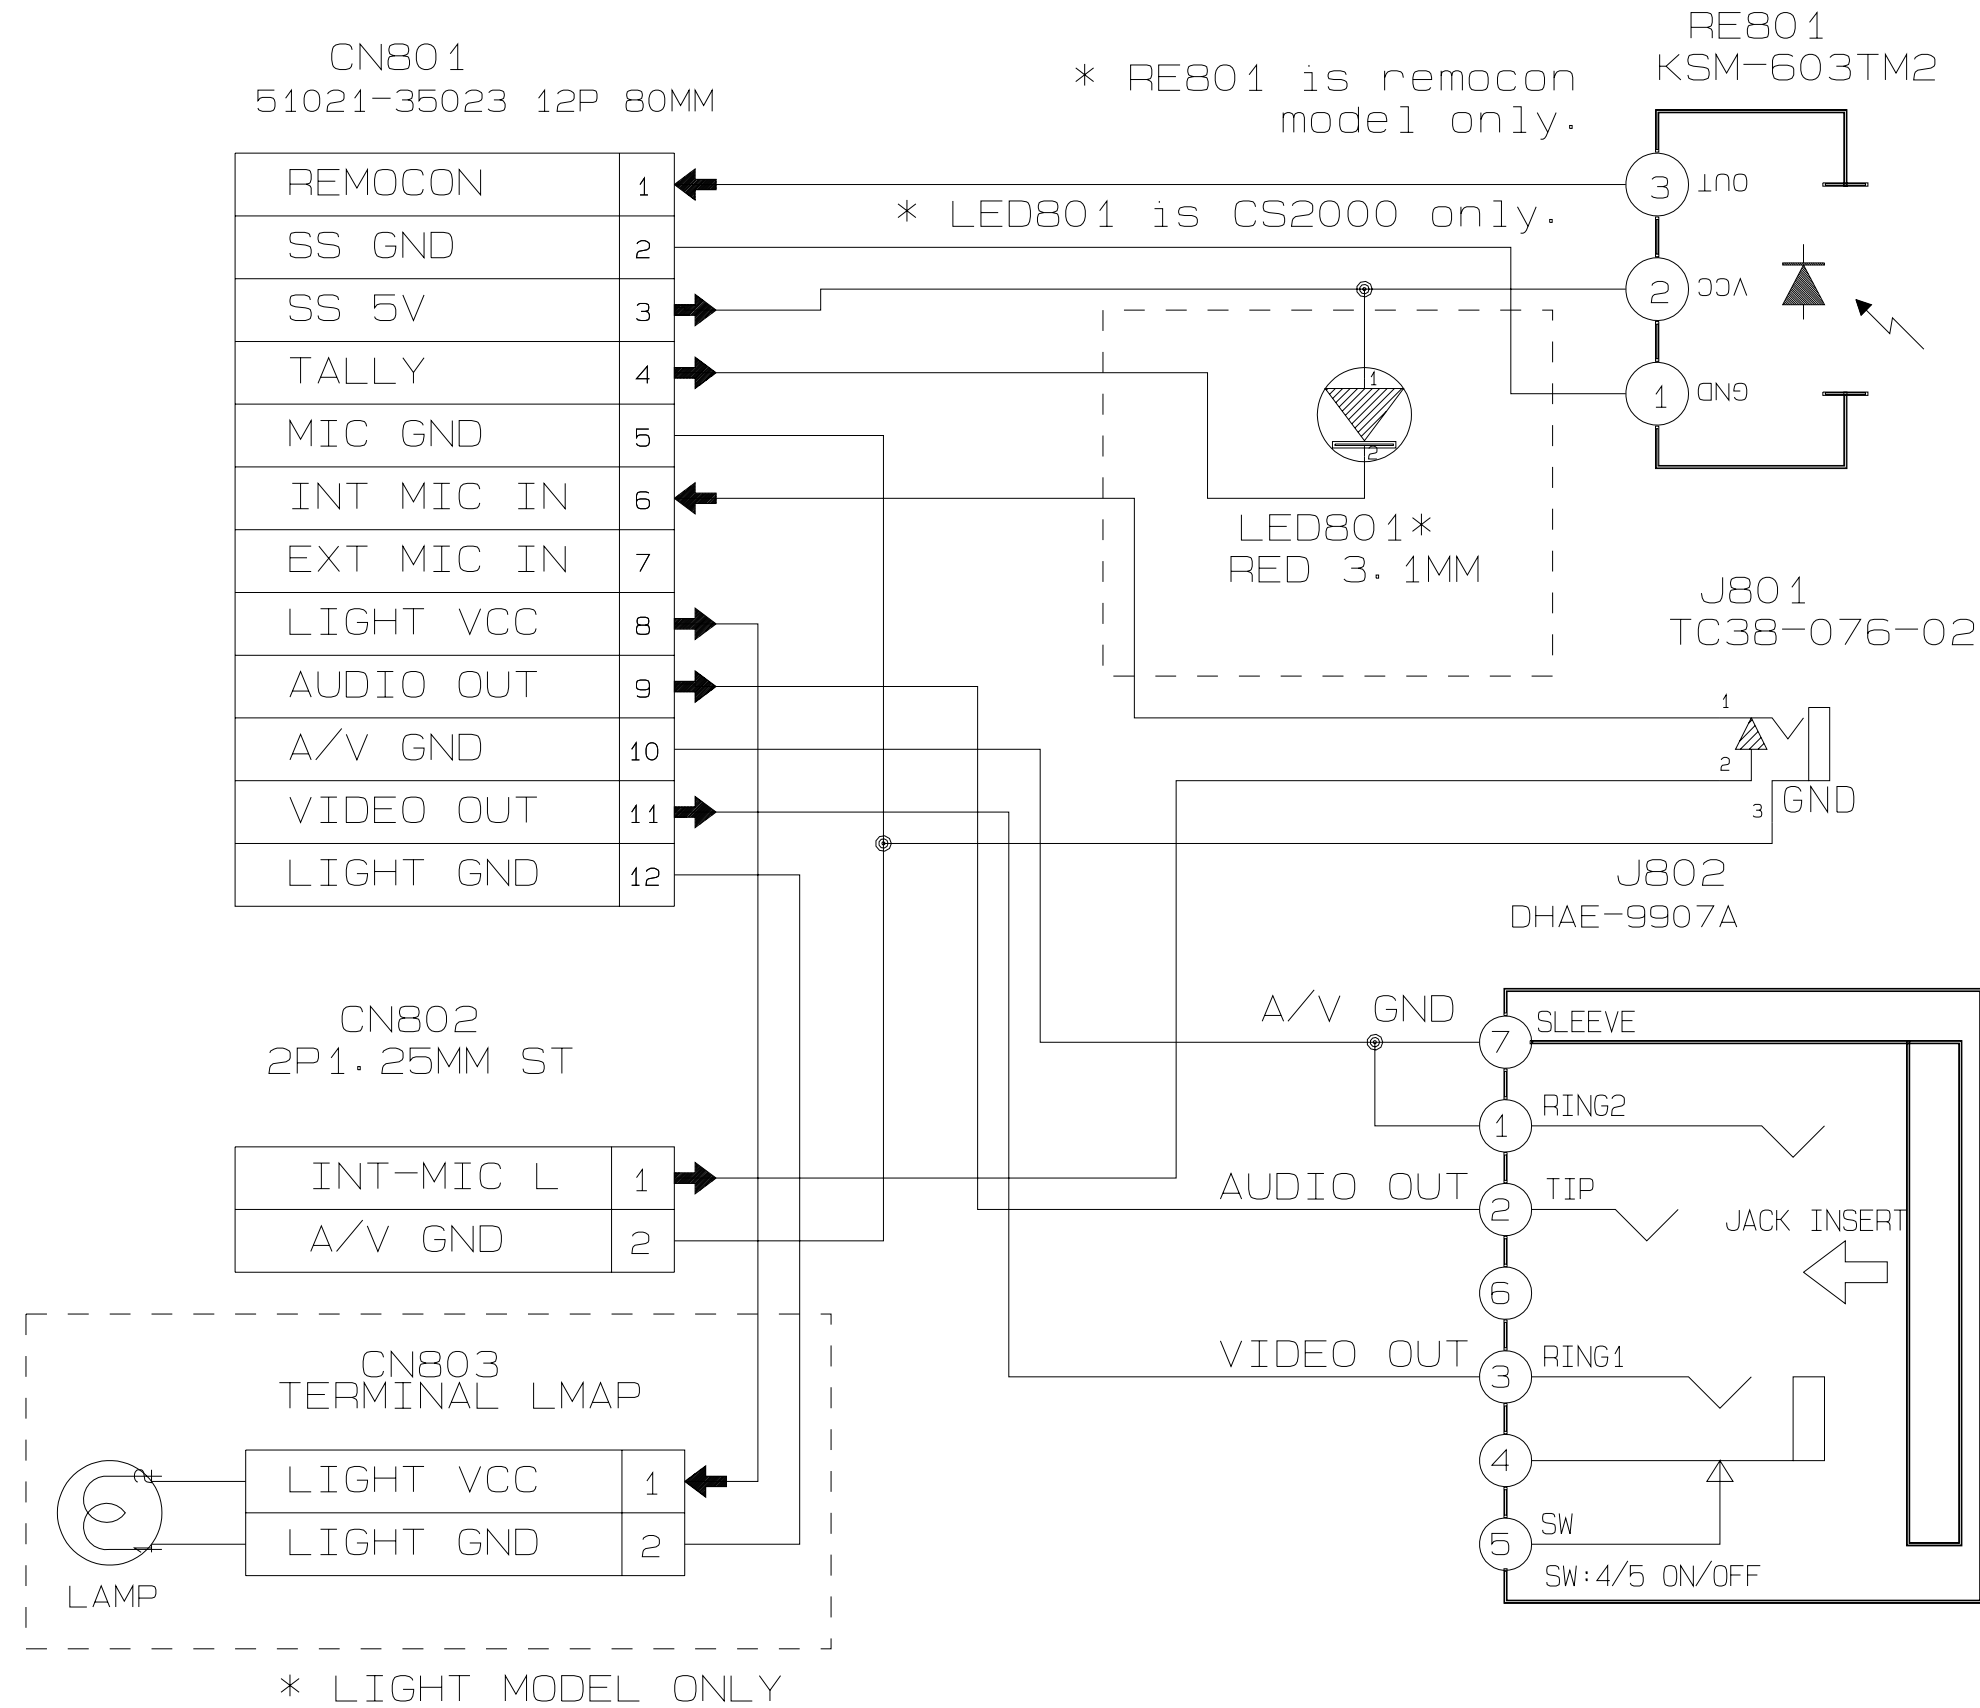 CN801
51021-35023 12P 80MM
REMOCON 1
SS GND 2
SS 5V 3
TALLY 4
MIC GND 5
INT MIC IN 6
EXT MIC IN 7
LIGHT VCC 8
AUDIO OUT 9
A/V GND 10
VIDEO OUT 11
LIGHT GND 12
* RE801 is remocon
model only.
* LED801 is CS2000 only.
RE801
KSM-603TM2
3 OUT
2 VCC
1 GND
1
2
LED801*
RED 3.1MM
J801
TC38-076-02
1
2
3 GND
J802
DHAE-9907A
A/V GND 7 SLEEVE
1 RING2
AUDIO OUT 2 TIP
JACK INSERT
6
VIDEO OUT 3 RING1
4
5 SW
SW:4/5 ON/OFF
CN802
2P1.25MM ST
INT-MIC L 1
A/V GND 2
CN803
TERMINAL LMAP
2 LIGHT VCC 1
1 LIGHT GND 2
LAMP
* LIGHT MODEL ONLY